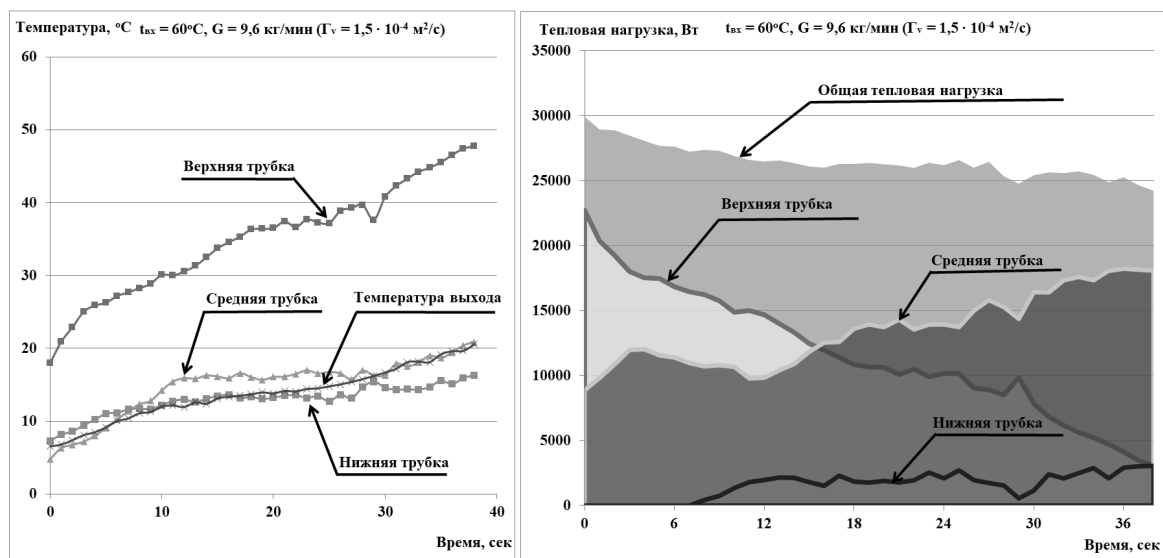 Температура, °С tвх = 60°С, G = 9,6 кг/мин (Гv = 1,5 · 10⁻⁴ м²/с)
60
50
40
30
20
10
0
Верхняя трубка
Средняя трубка
Температура выхода
Нижняя трубка
0 10 20 30 40
Время, сек
Тепловая нагрузка, Вт tвх = 60°С, G = 9,6 кг/мин (Гv = 1,5 · 10⁻⁴ м²/с)
35000
30000
25000
20000
15000
10000
5000
0
Общая тепловая нагрузка
Верхняя трубка
Средняя трубка
Нижняя трубка
0 6 12 18 24 30 36
Время, сек